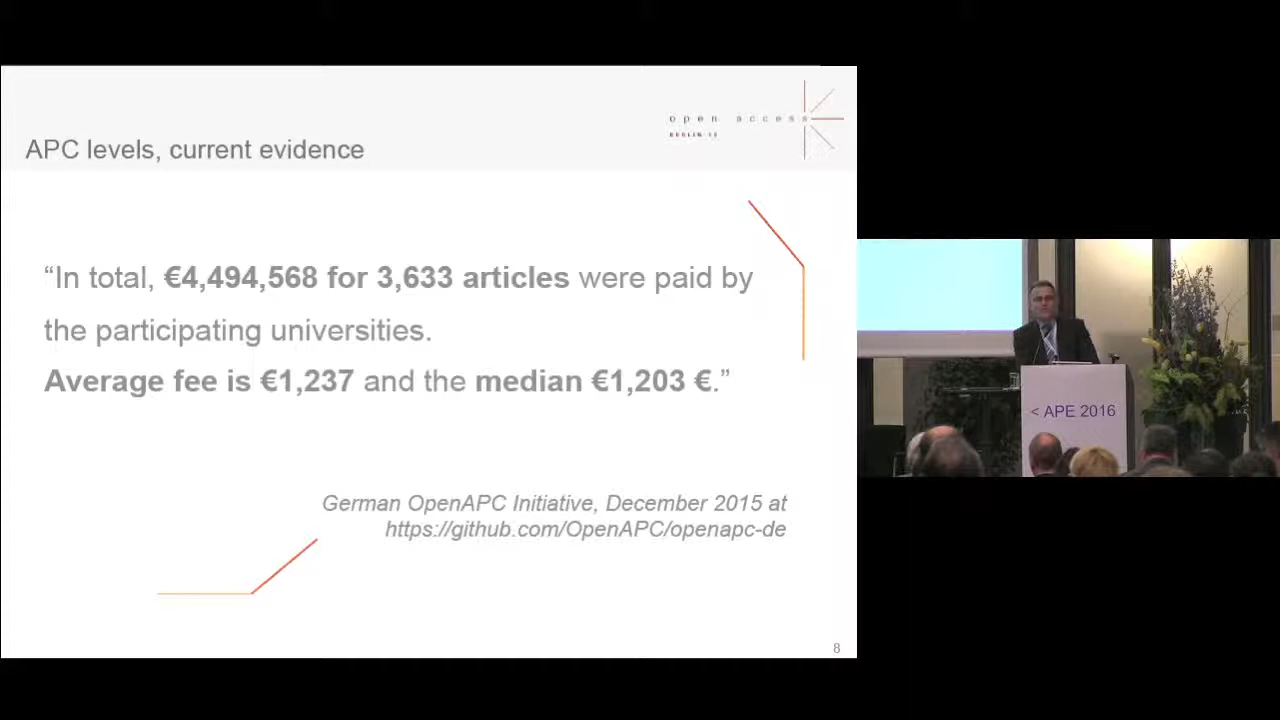 open access
BERLIN 12
APC levels, current evidence
“In total, €4,494,568 for 3,633 articles were paid by
the participating universities.
Average fee is €1,237 and the median €1,203 €.”
German OpenAPC Initiative, December 2015 at
https://github.com/OpenAPC/openapc-de
8
< APE 2016